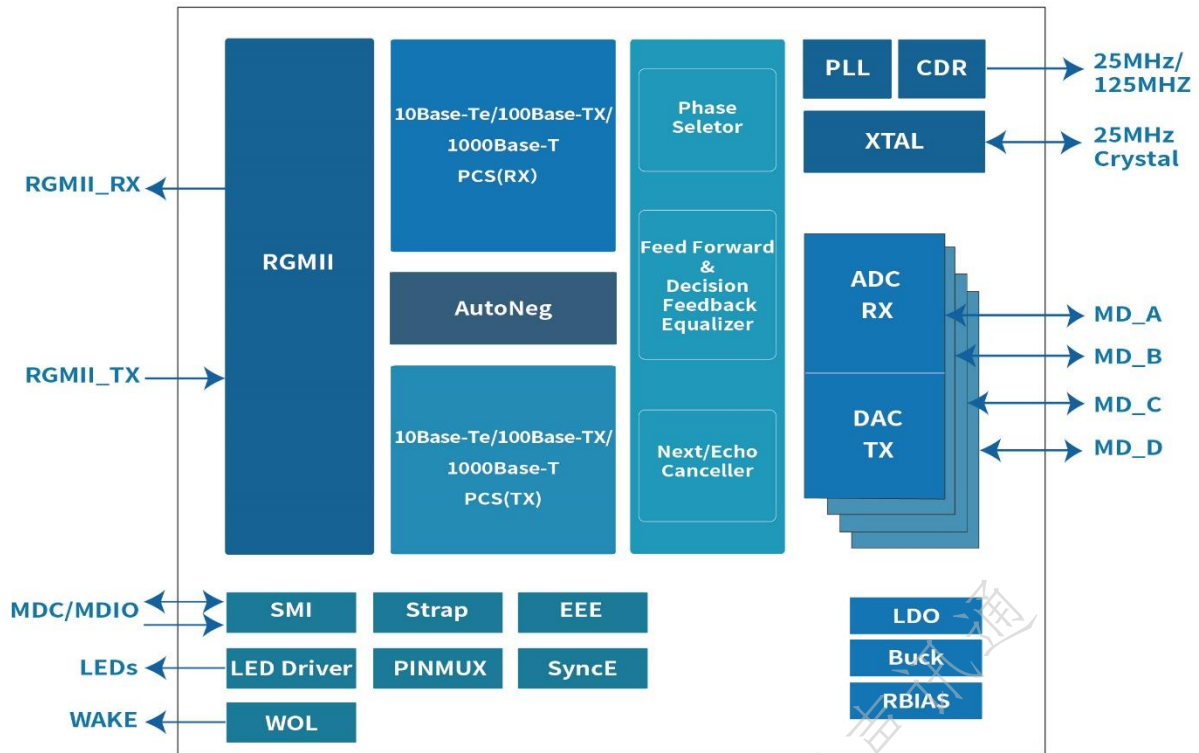 PLL
CDR
25MHz/
125MHZ
XTAL
25MHz
Crystal
10Base-Te/100Base-TX/
1000Base-T
PCS(RX)
Phase
Seletor
RGMII_RX
RGMII
Feed Forward
&
Decision
Feedback
Equalizer
ADC
RX
AutoNeg
MD_A
MD_B
RGMII_TX
MD_C
DAC
TX
MD_D
10Base-Te/100Base-TX/
1000Base-T
PCS(TX)
Next/Echo
Canceller
MDC/MDIO
SMI
Strap
EEE
LDO
LEDs
LED Driver
PINMUX
SyncE
Buck
WAKE
WOL
RBIAS
讯通